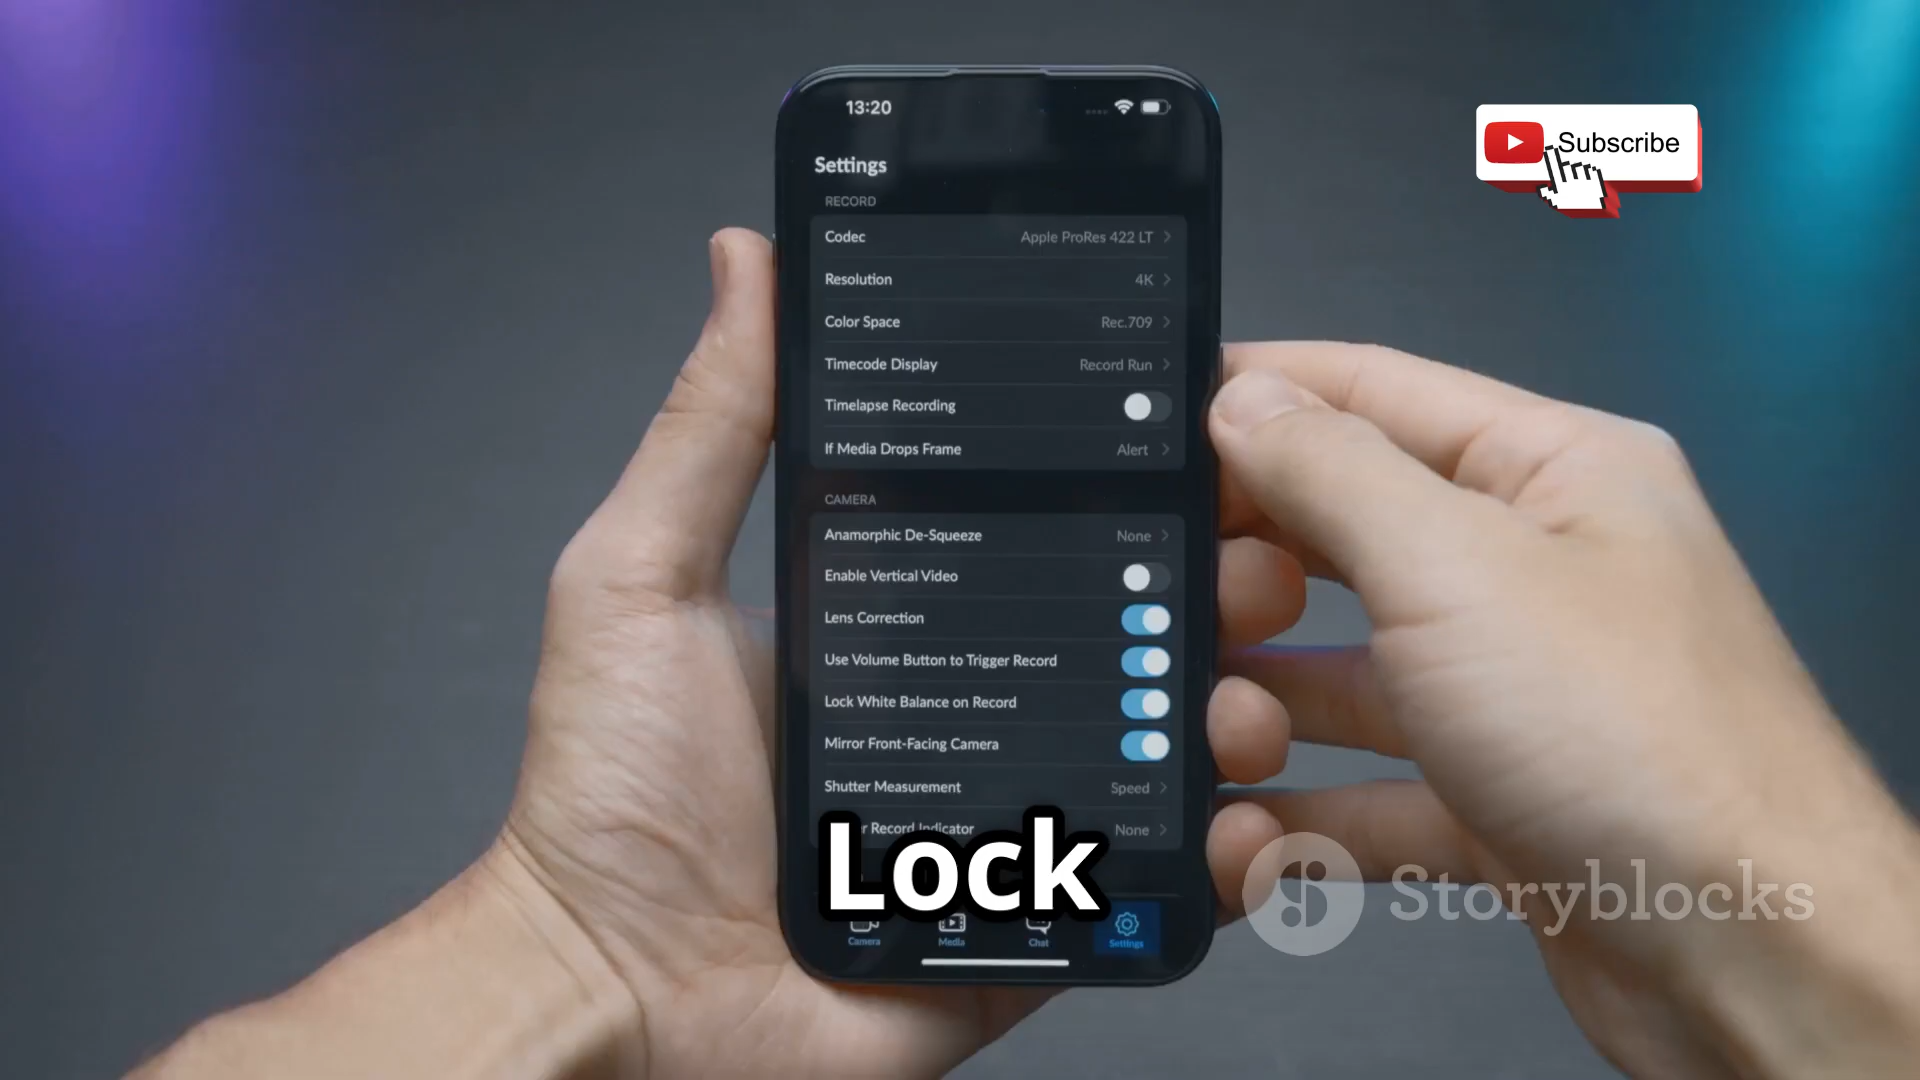 13:20
Subscribe
Settings
RECORD
Codec Apple ProRes 422 LT
Resolution 4K
Color Space Rec.709
Timecode Display Record Run
Timelapse Recording
If Media Drops Frame Alert
CAMERA
Anamorphic De-Squeeze None
Enable Vertical Video
Lens Correction
Use Volume Button to Trigger Record
Lock White Balance on Record
Mirror Front-Facing Camera
Shutter Measurement Speed
Record Indicator None
Lock
Storyblocks
Camera Media Chat Settings